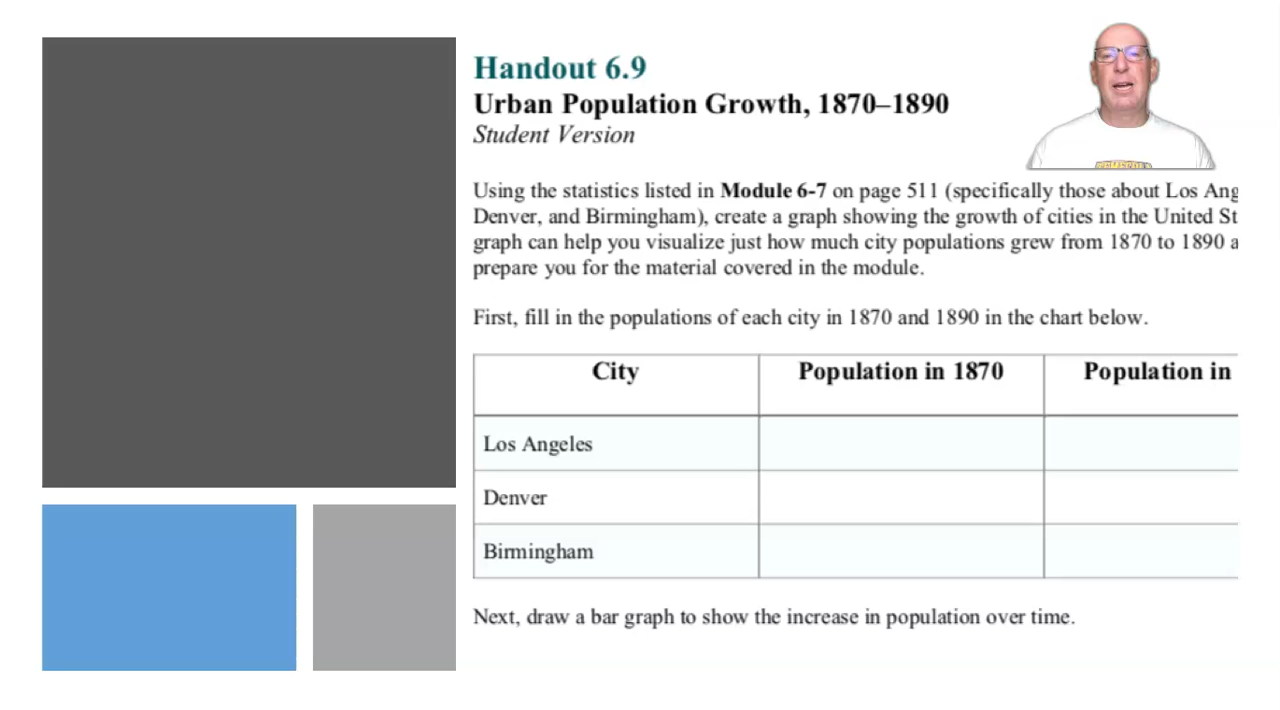 Handout 6.9
Urban Population Growth, 1870–1890
Student Version
Using the statistics listed in Module 6-7 on page 511 (specifically those about Los Ang
Denver, and Birmingham), create a graph showing the growth of cities in the United St
graph can help you visualize just how much city populations grew from 1870 to 1890 a
prepare you for the material covered in the module.
First, fill in the populations of each city in 1870 and 1890 in the chart below.
City Population in 1870 Population in
Los Angeles
Denver
Birmingham
Next, draw a bar graph to show the increase in population over time.